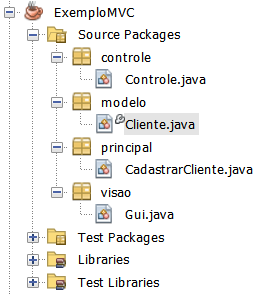 ExemploMVC
Source Packages
controle
Controle.java
modelo
Cliente.java
principal
CadastrarCliente.java
visao
Gui.java
Test Packages
Libraries
Test Libraries